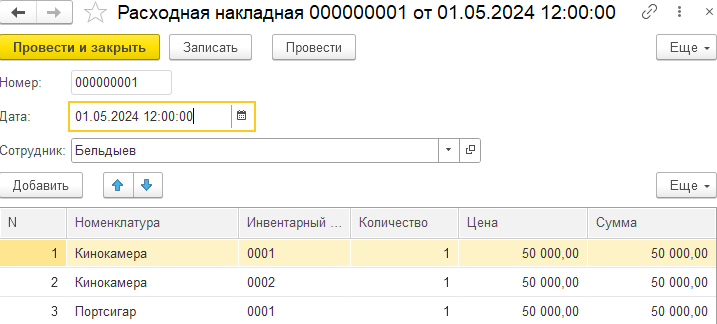 Расходная накладная 000000001 от 01.05.2024 12:00:00
Провести и закрыть Записать Провести Еще
Номер: 000000001
Дата: 01.05.2024 12:00:00
Сотрудник: Бельдыев
Добавить Еще
N Номенклатура Инвентарный ... Количество Цена Сумма
1 Кинокамера 0001 1 50 000,00 50 000,00
2 Кинокамера 0002 1 50 000,00 50 000,00
3 Портсигар 0001 1 50 000,00 50 000,00